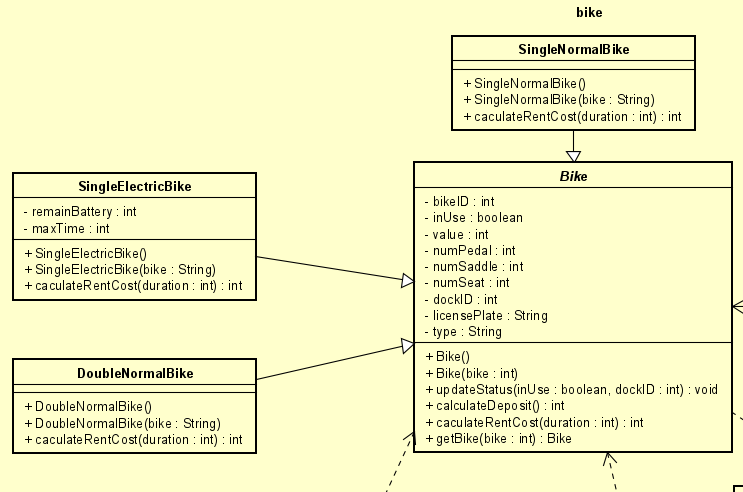 bike
SingleNormalBike
+ SingleNormalBike()
+ SingleNormalBike(bike : String)
+ caculateRentCost(duration : int) : int
SingleElectricBike
- remainBattery : int
- maxTime : int
+ SingleElectricBike()
+ SingleElectricBike(bike : String)
+ caculateRentCost(duration : int) : int
Bike
- bikeID : int
- inUse : boolean
- value : int
- numPedal : int
- numSaddle : int
- numSeat : int
- dockID : int
- licensePlate : String
- type : String
+ Bike()
+ Bike(bike : int)
+ updateStatus(inUse : boolean, dockID : int) : void
+ calculateDeposit() : int
+ caculateRentCost(duration : int) : int
+ getBike(bike : int) : Bike
DoubleNormalBike
+ DoubleNormalBike()
+ DoubleNormalBike(bike : String)
+ caculateRentCost(duration : int) : int